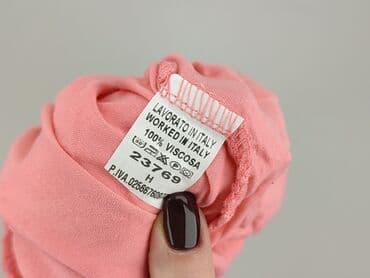 LAVORATO IN ITALY
WORKED IN ITALY
100% VISCOSA
23769
H